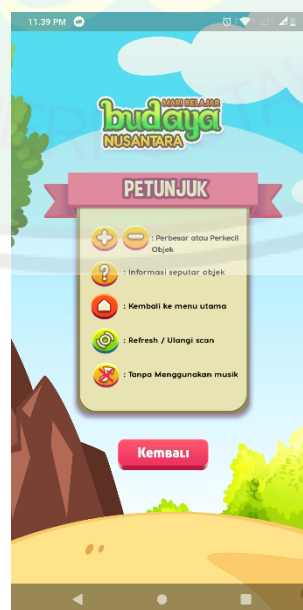 11.39 PM
MARI BELAJAR
budaya
NUSANTARA
PETUNJUK
: Perbesar atau Perkecil
Objek
: Informasi seputar objek
: Kembali ke menu utama
: Refresh / Ulangi scan
: Tanpa Menggunakan musik
Kembali